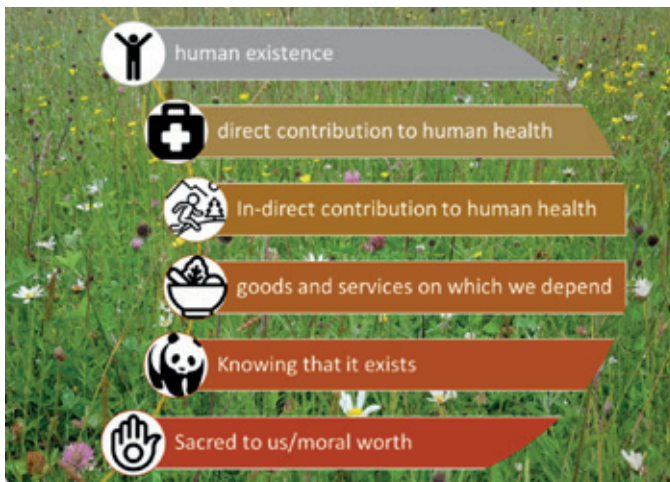 human existence
direct contribution to human health
In-direct contribution to human health
goods and services on which we depend
Knowing that it exists
Sacred to us/moral worth